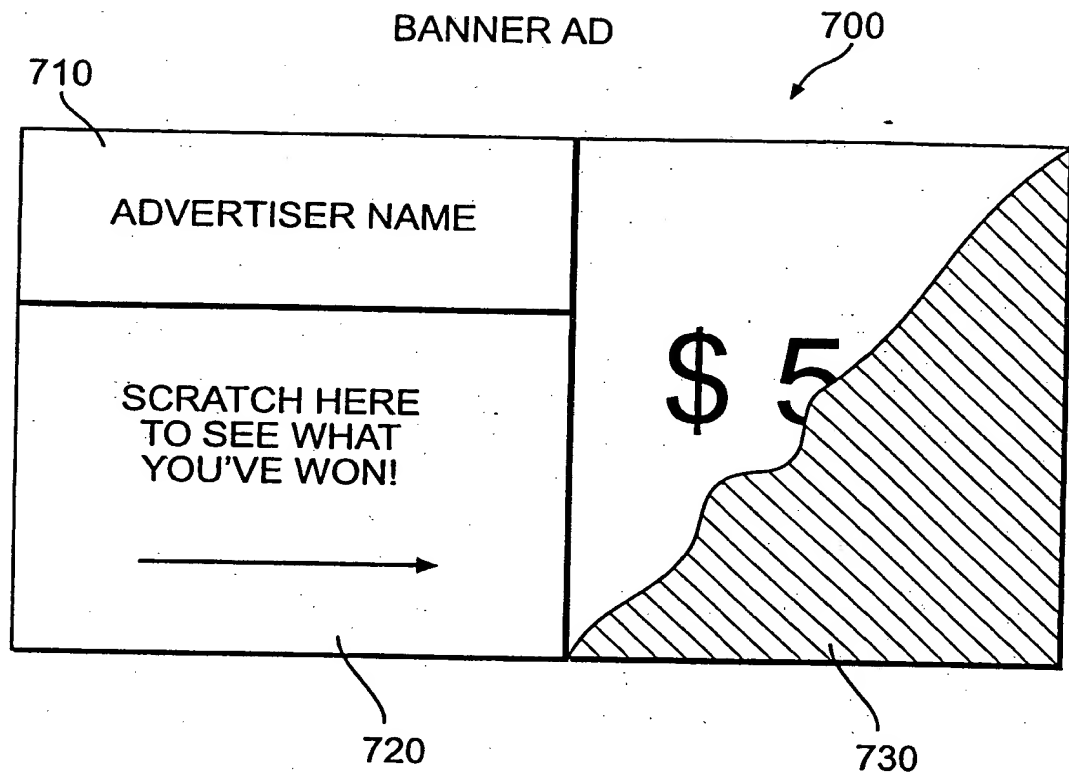 BANNER AD
700
710
ADVERTISER NAME
$ 5
SCRATCH HERE
TO SEE WHAT
YOU'VE WON!
720
730